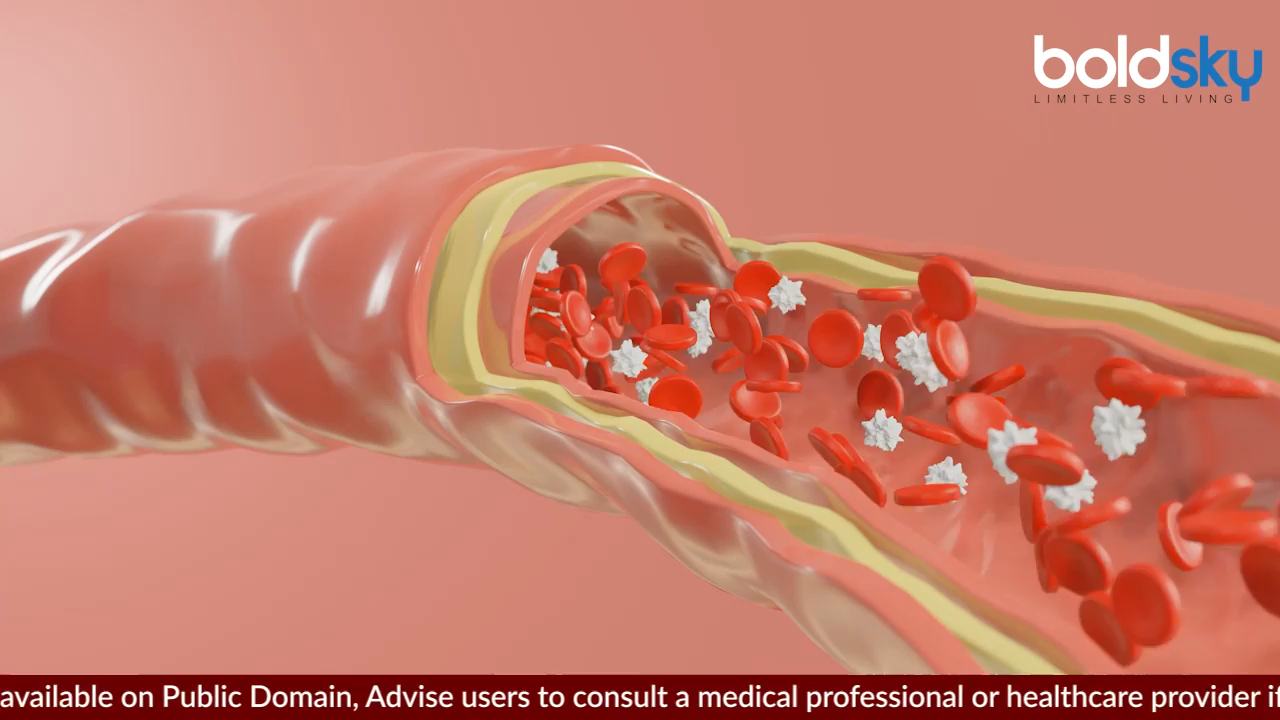 boldsky
LIMITLESS LIVING
available on Public Domain, Advise users to consult a medical professional or healthcare provider if